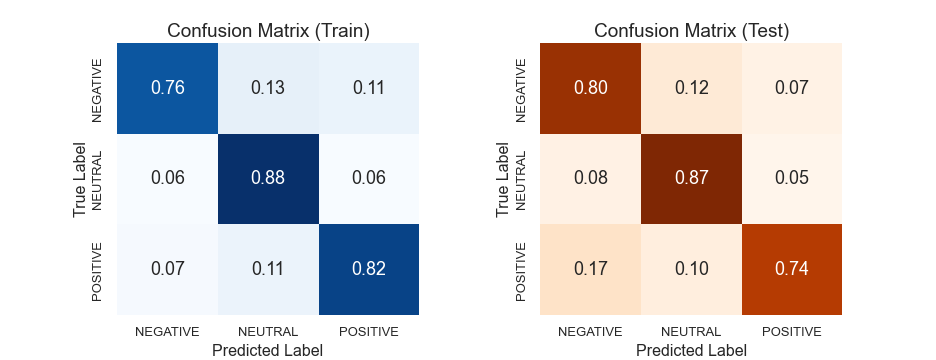 Confusion Matrix (Train)
True Label
NEGATIVE
0.76 0.13 0.11
NEUTRAL
0.06 0.88 0.06
POSITIVE
0.07 0.11 0.82
NEGATIVE NEUTRAL POSITIVE
Predicted Label
Confusion Matrix (Test)
True Label
NEGATIVE
0.80 0.12 0.07
NEUTRAL
0.08 0.87 0.05
POSITIVE
0.17 0.10 0.74
NEGATIVE NEUTRAL POSITIVE
Predicted Label